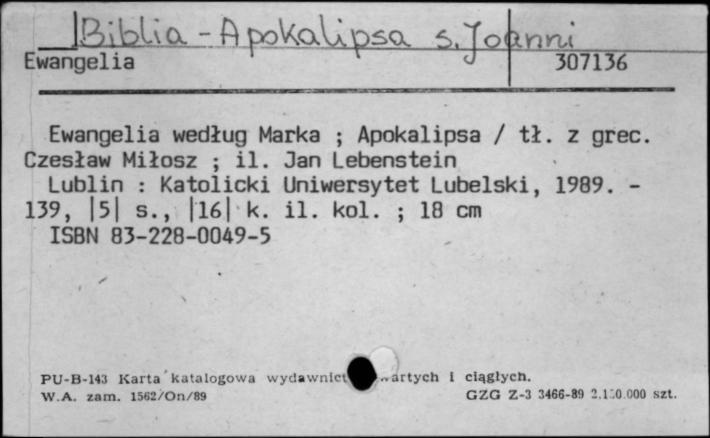 Biblia - Apokalipsa s. Joanni
Ewangelia 307136
Ewangelia według Marka ; Apokalipsa / tł. z grec.
Czesław Miłosz ; il. Jan Lebenstein
Lublin : Katolicki Uniwersytet Lubelski, 1989. -
139, |5| s., |16| k. il. kol. ; 18 cm
ISBN 83-228-0049-5
PU-B-143 Karta katalogowa i ciągłych.
W.A. zam. 1562/On/89 GZG Z-3 3466-89 szt.